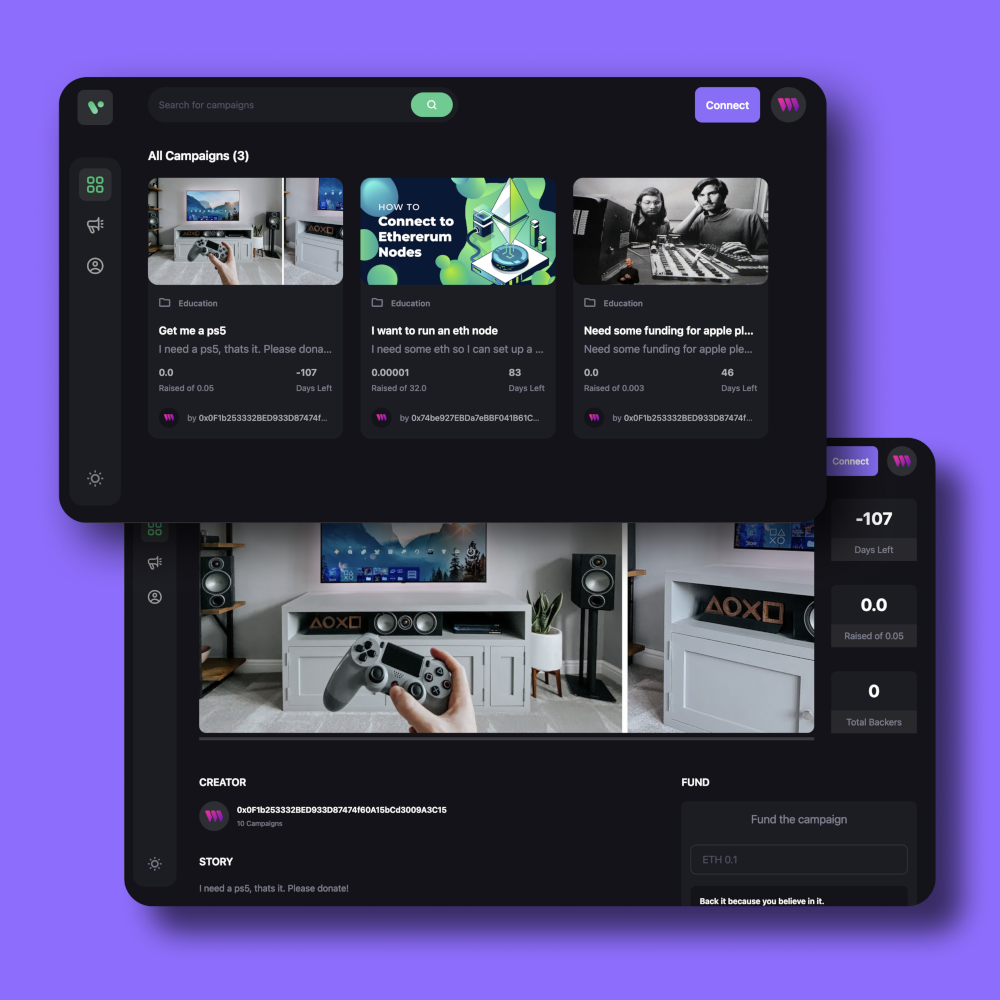 Search for campaigns
Connect
All Campaigns (3)
HOW TO
Connect to
Ethererum
Nodes
Education
Get me a ps5
I need a ps5, thats it. Please dona...
0.0
-107
Raised of 0.05
Days Left
by 0x0F1b253332BED933D87474f...
Education
I want to run an eth node
I need some eth so I can set up a ...
0.00001
83
Raised of 32.0
Days Left
by 0x74be927EBDa7eBBF041B61C...
Education
Need some funding for apple pl...
Need some funding for apple ple...
0.0
46
Raised of 0.003
Days Left
by 0x0F1b253332BED933D87474f...
Connect
-107
Days Left
0.0
Raised of 0.05
0
Total Backers
CREATOR
0x0F1b253332BED933D87474f60A15bCd3009A3C15
10 Campaigns
STORY
I need a ps5, thats it. Please donate!
FUND
Fund the campaign
ETH 0.1
Back it because you believe in it.